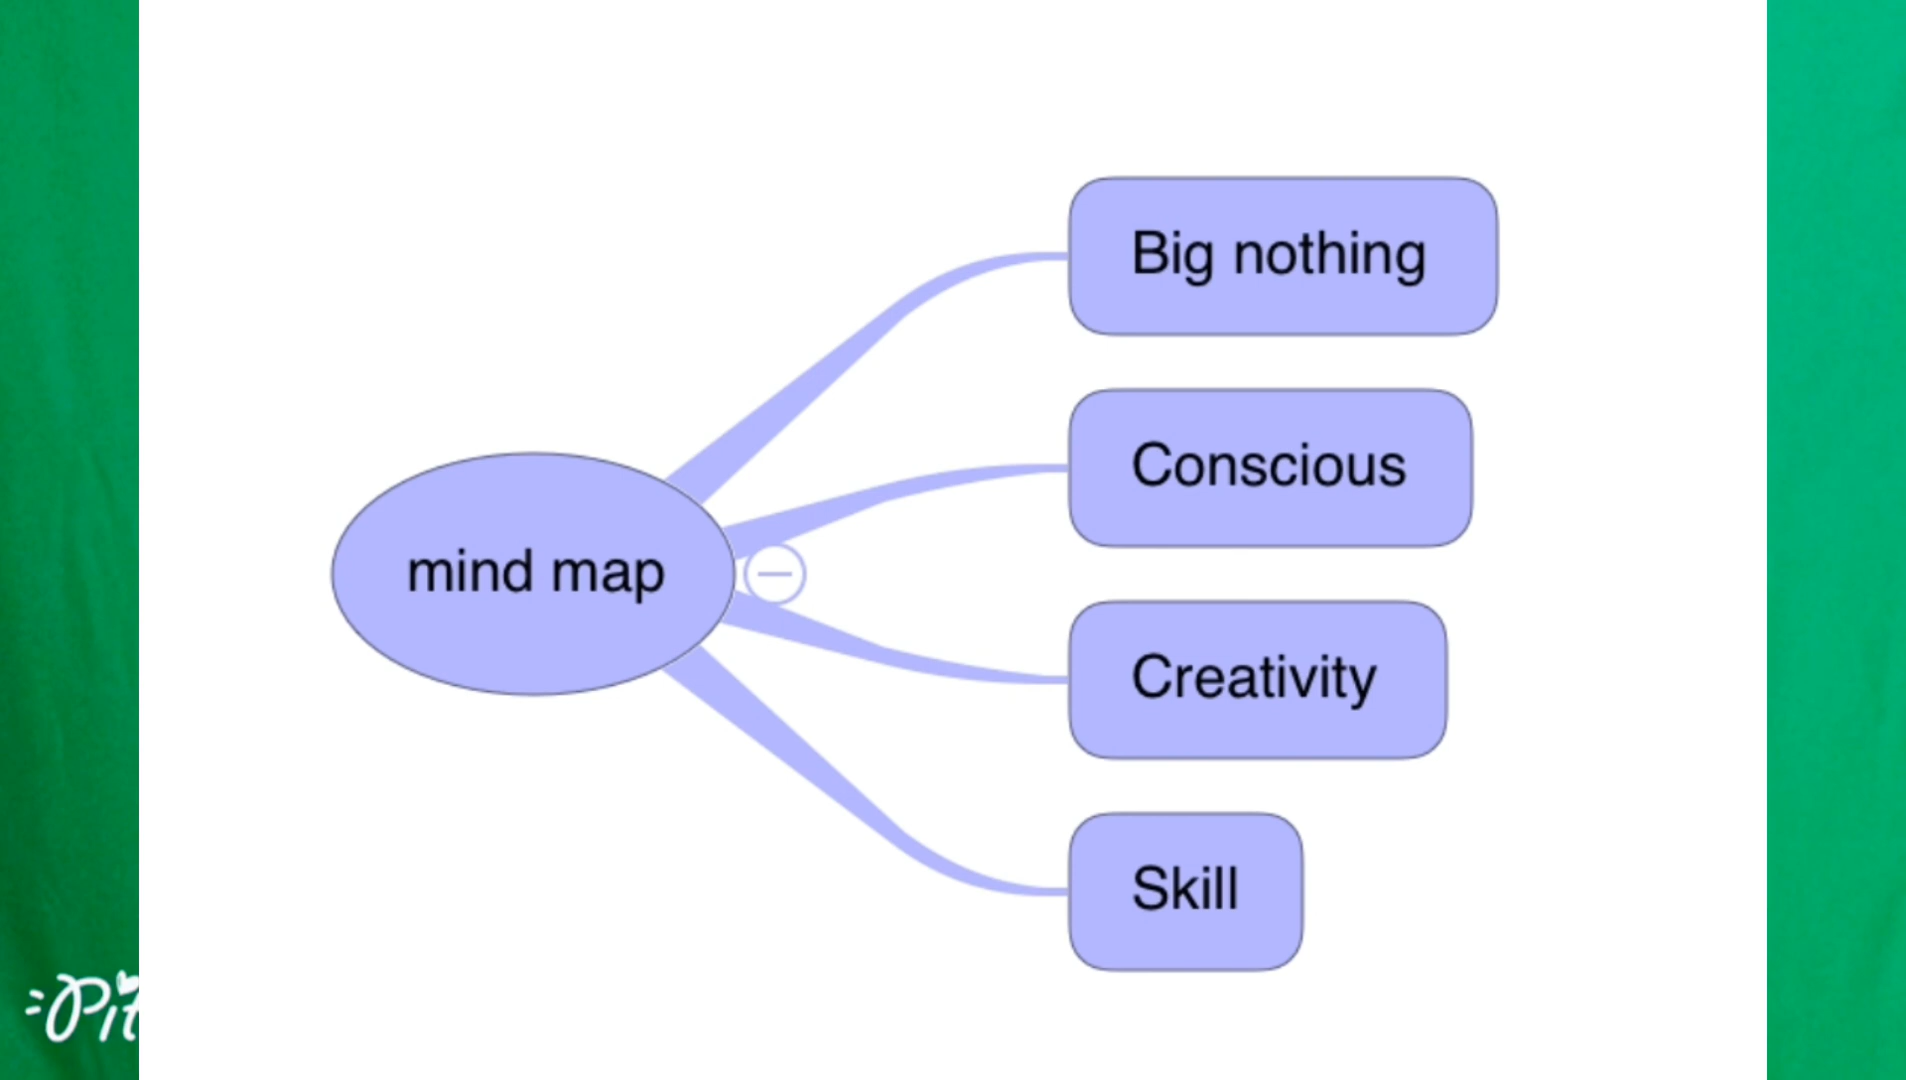 Big nothing
Conscious
mind map
Creativity
Skill